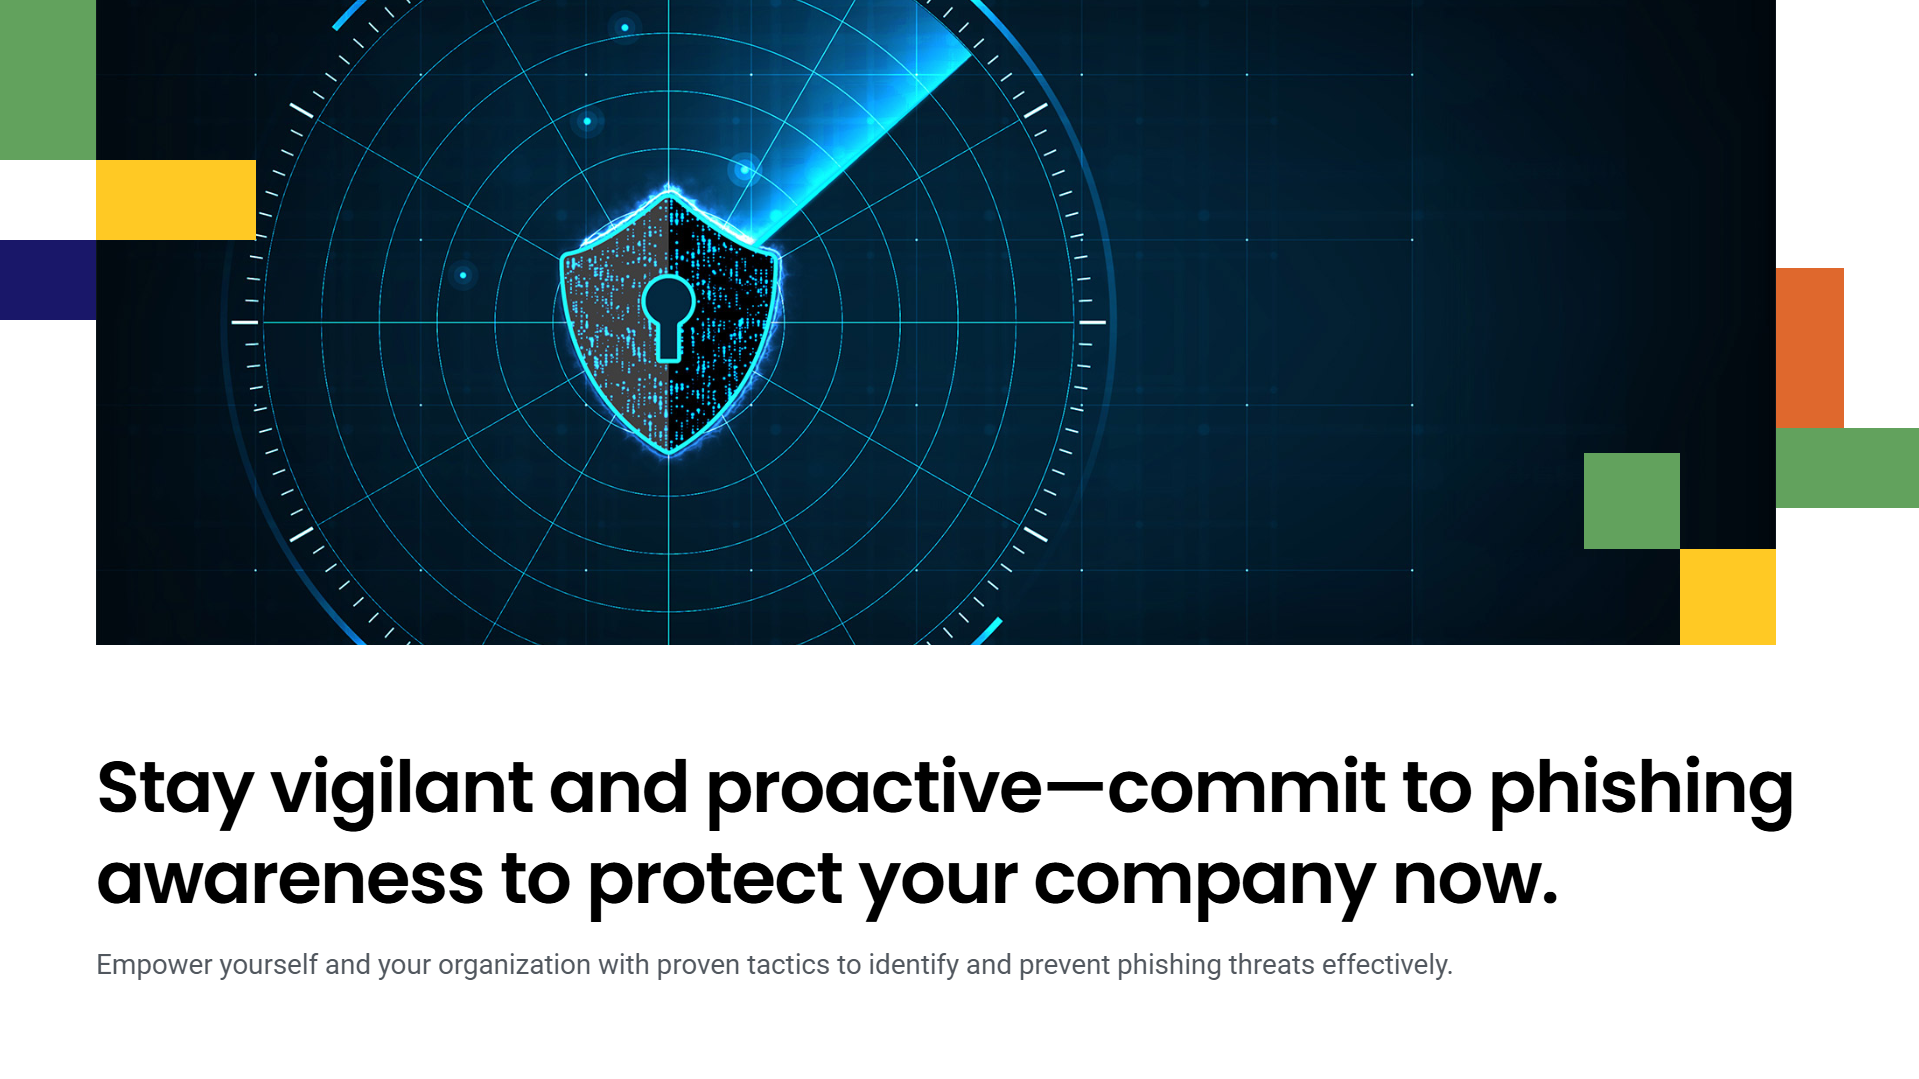 Stay vigilant and proactive—commit to phishing
awareness to protect your company now.
Empower yourself and your organization with proven tactics to identify and prevent phishing threats effectively.